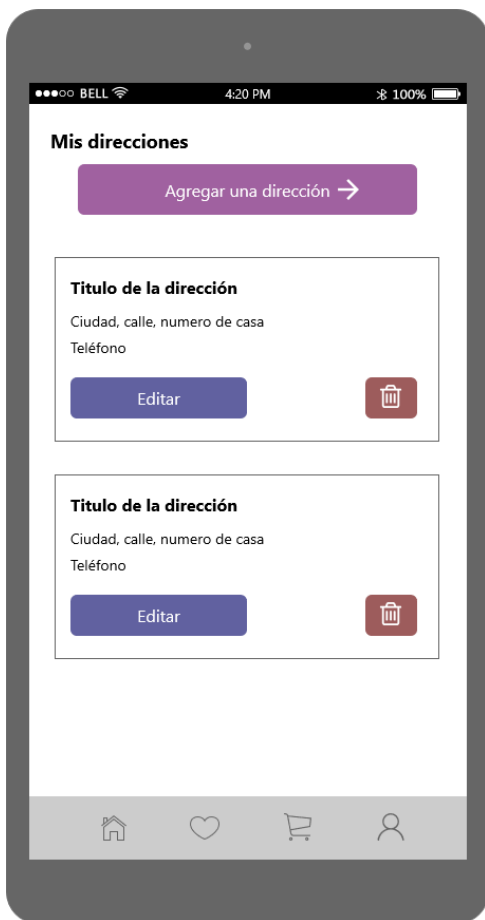 BELL 4:20 PM 100%
Mis direcciones
Agregar una dirección
Titulo de la dirección
Ciudad, calle, numero de casa
Teléfono
Editar
Titulo de la dirección
Ciudad, calle, numero de casa
Teléfono
Editar